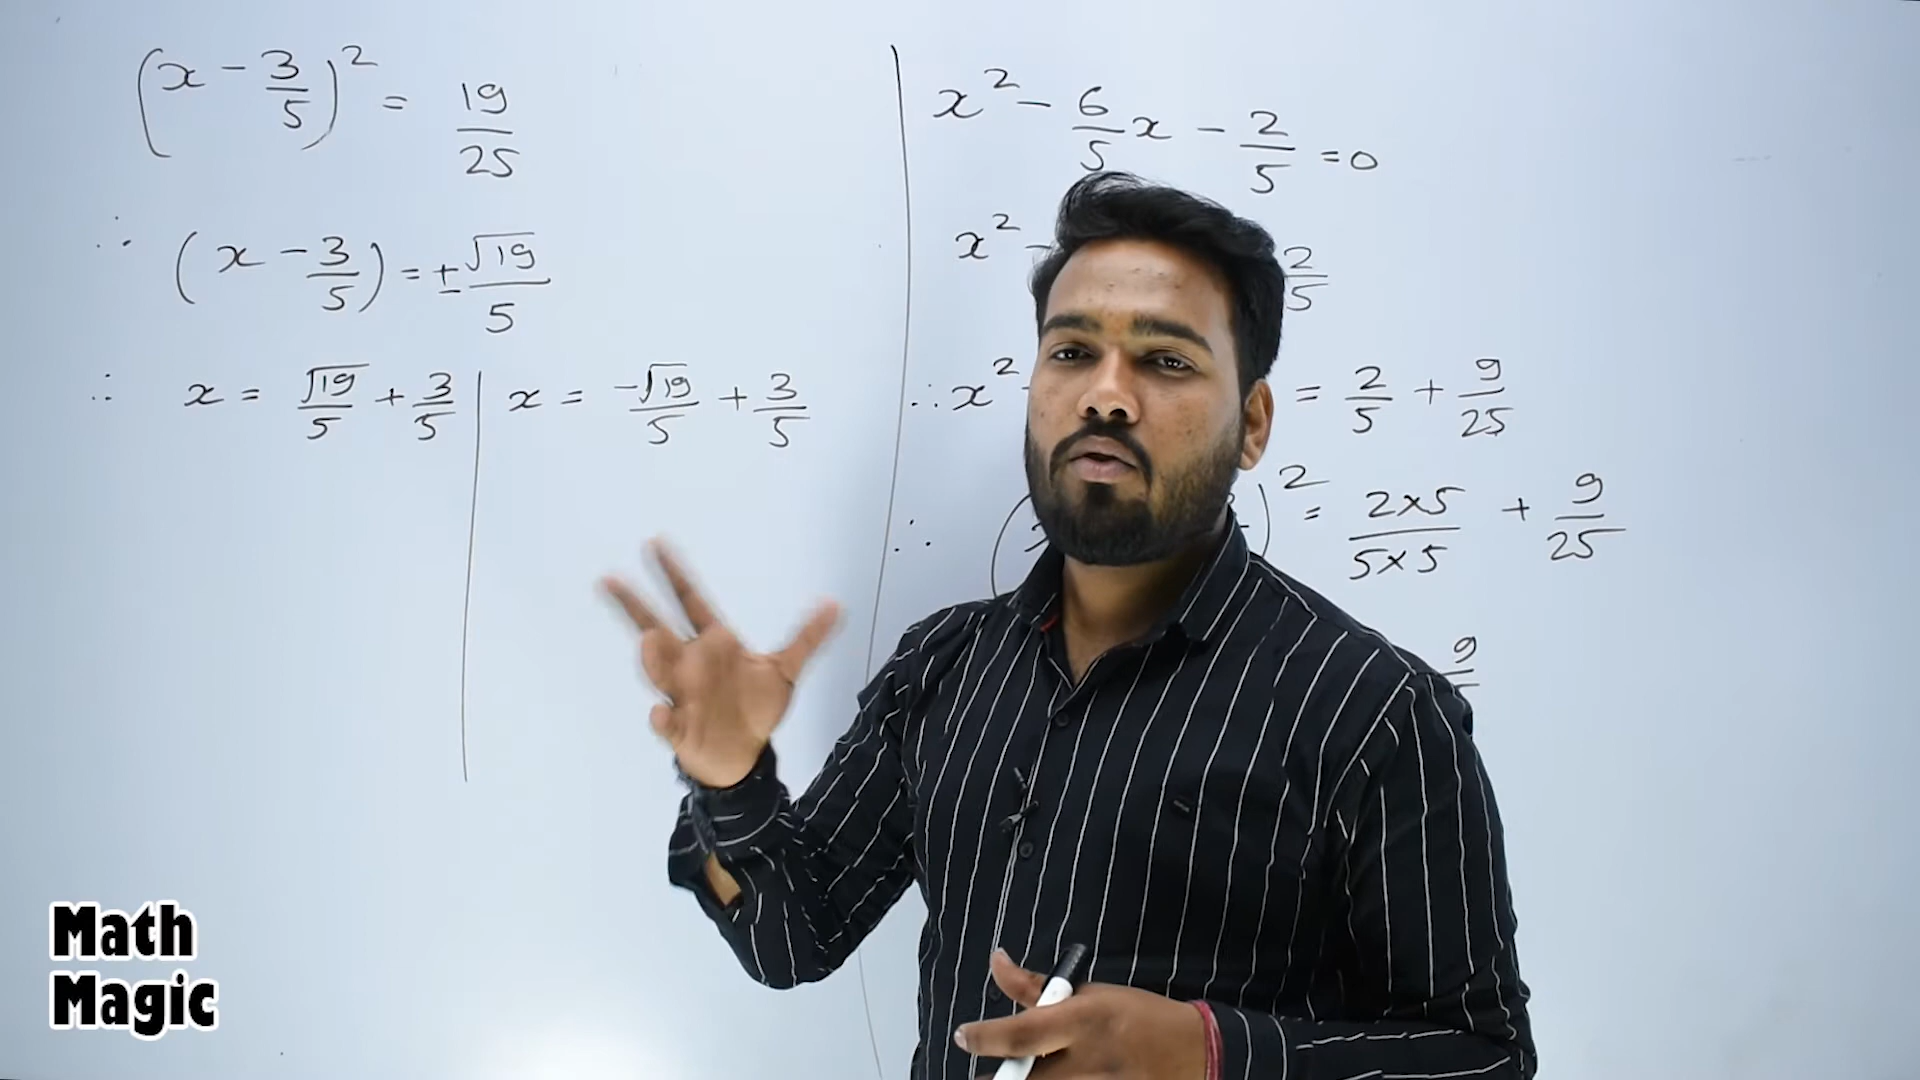 (x - 3/5)² = 19/25
∴ (x - 3/5) = ± √19/5
∴ x = √19/5 + 3/5 | x = -√19/5 + 3/5
x² - 6/5 x - 2/5 = 0
x² - 2/5
∴ x² = 2/5 + 9/25
∴ ( )² = 2×5/5×5 + 9/25
9
Math
Magic